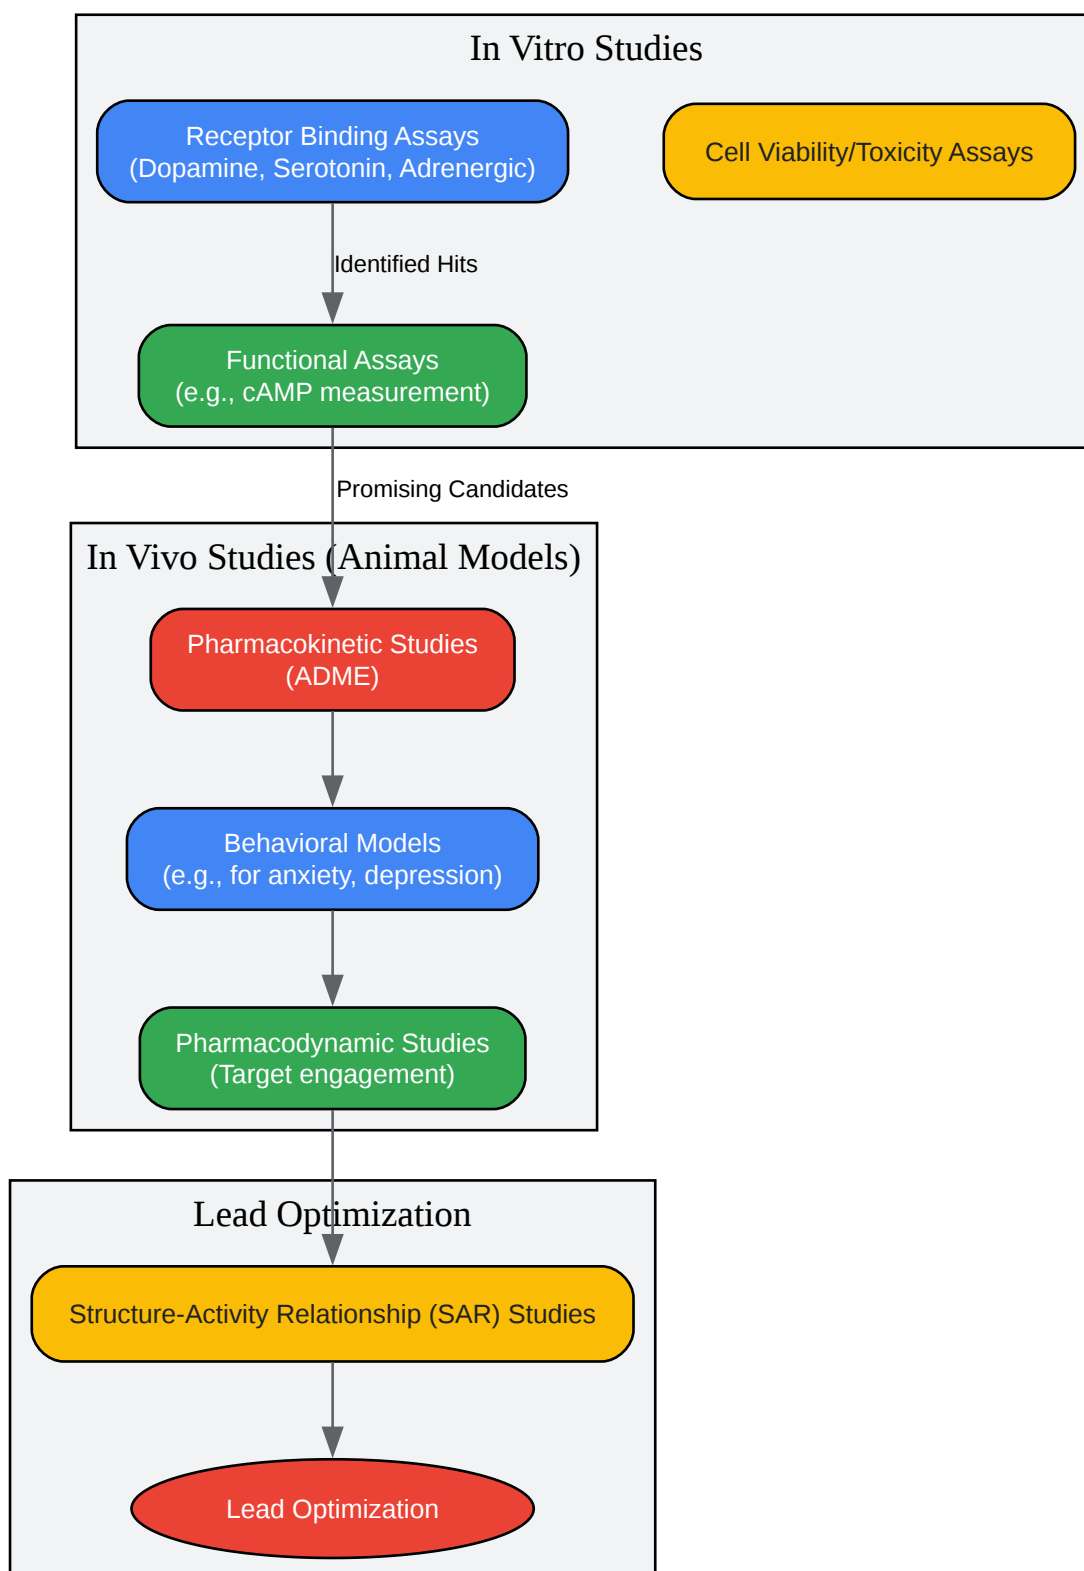 In Vitro Studies
Receptor Binding Assays
(Dopamine, Serotonin, Adrenergic)
Cell Viability/Toxicity Assays
Identified Hits
Functional Assays
(e.g., cAMP measurement)
Promising Candidates
In Vivo Studies (Animal Models)
Pharmacokinetic Studies
(ADME)
Behavioral Models
(e.g., for anxiety, depression)
Pharmacodynamic Studies
(Target engagement)
Lead Optimization
Structure-Activity Relationship (SAR) Studies
Lead Optimization